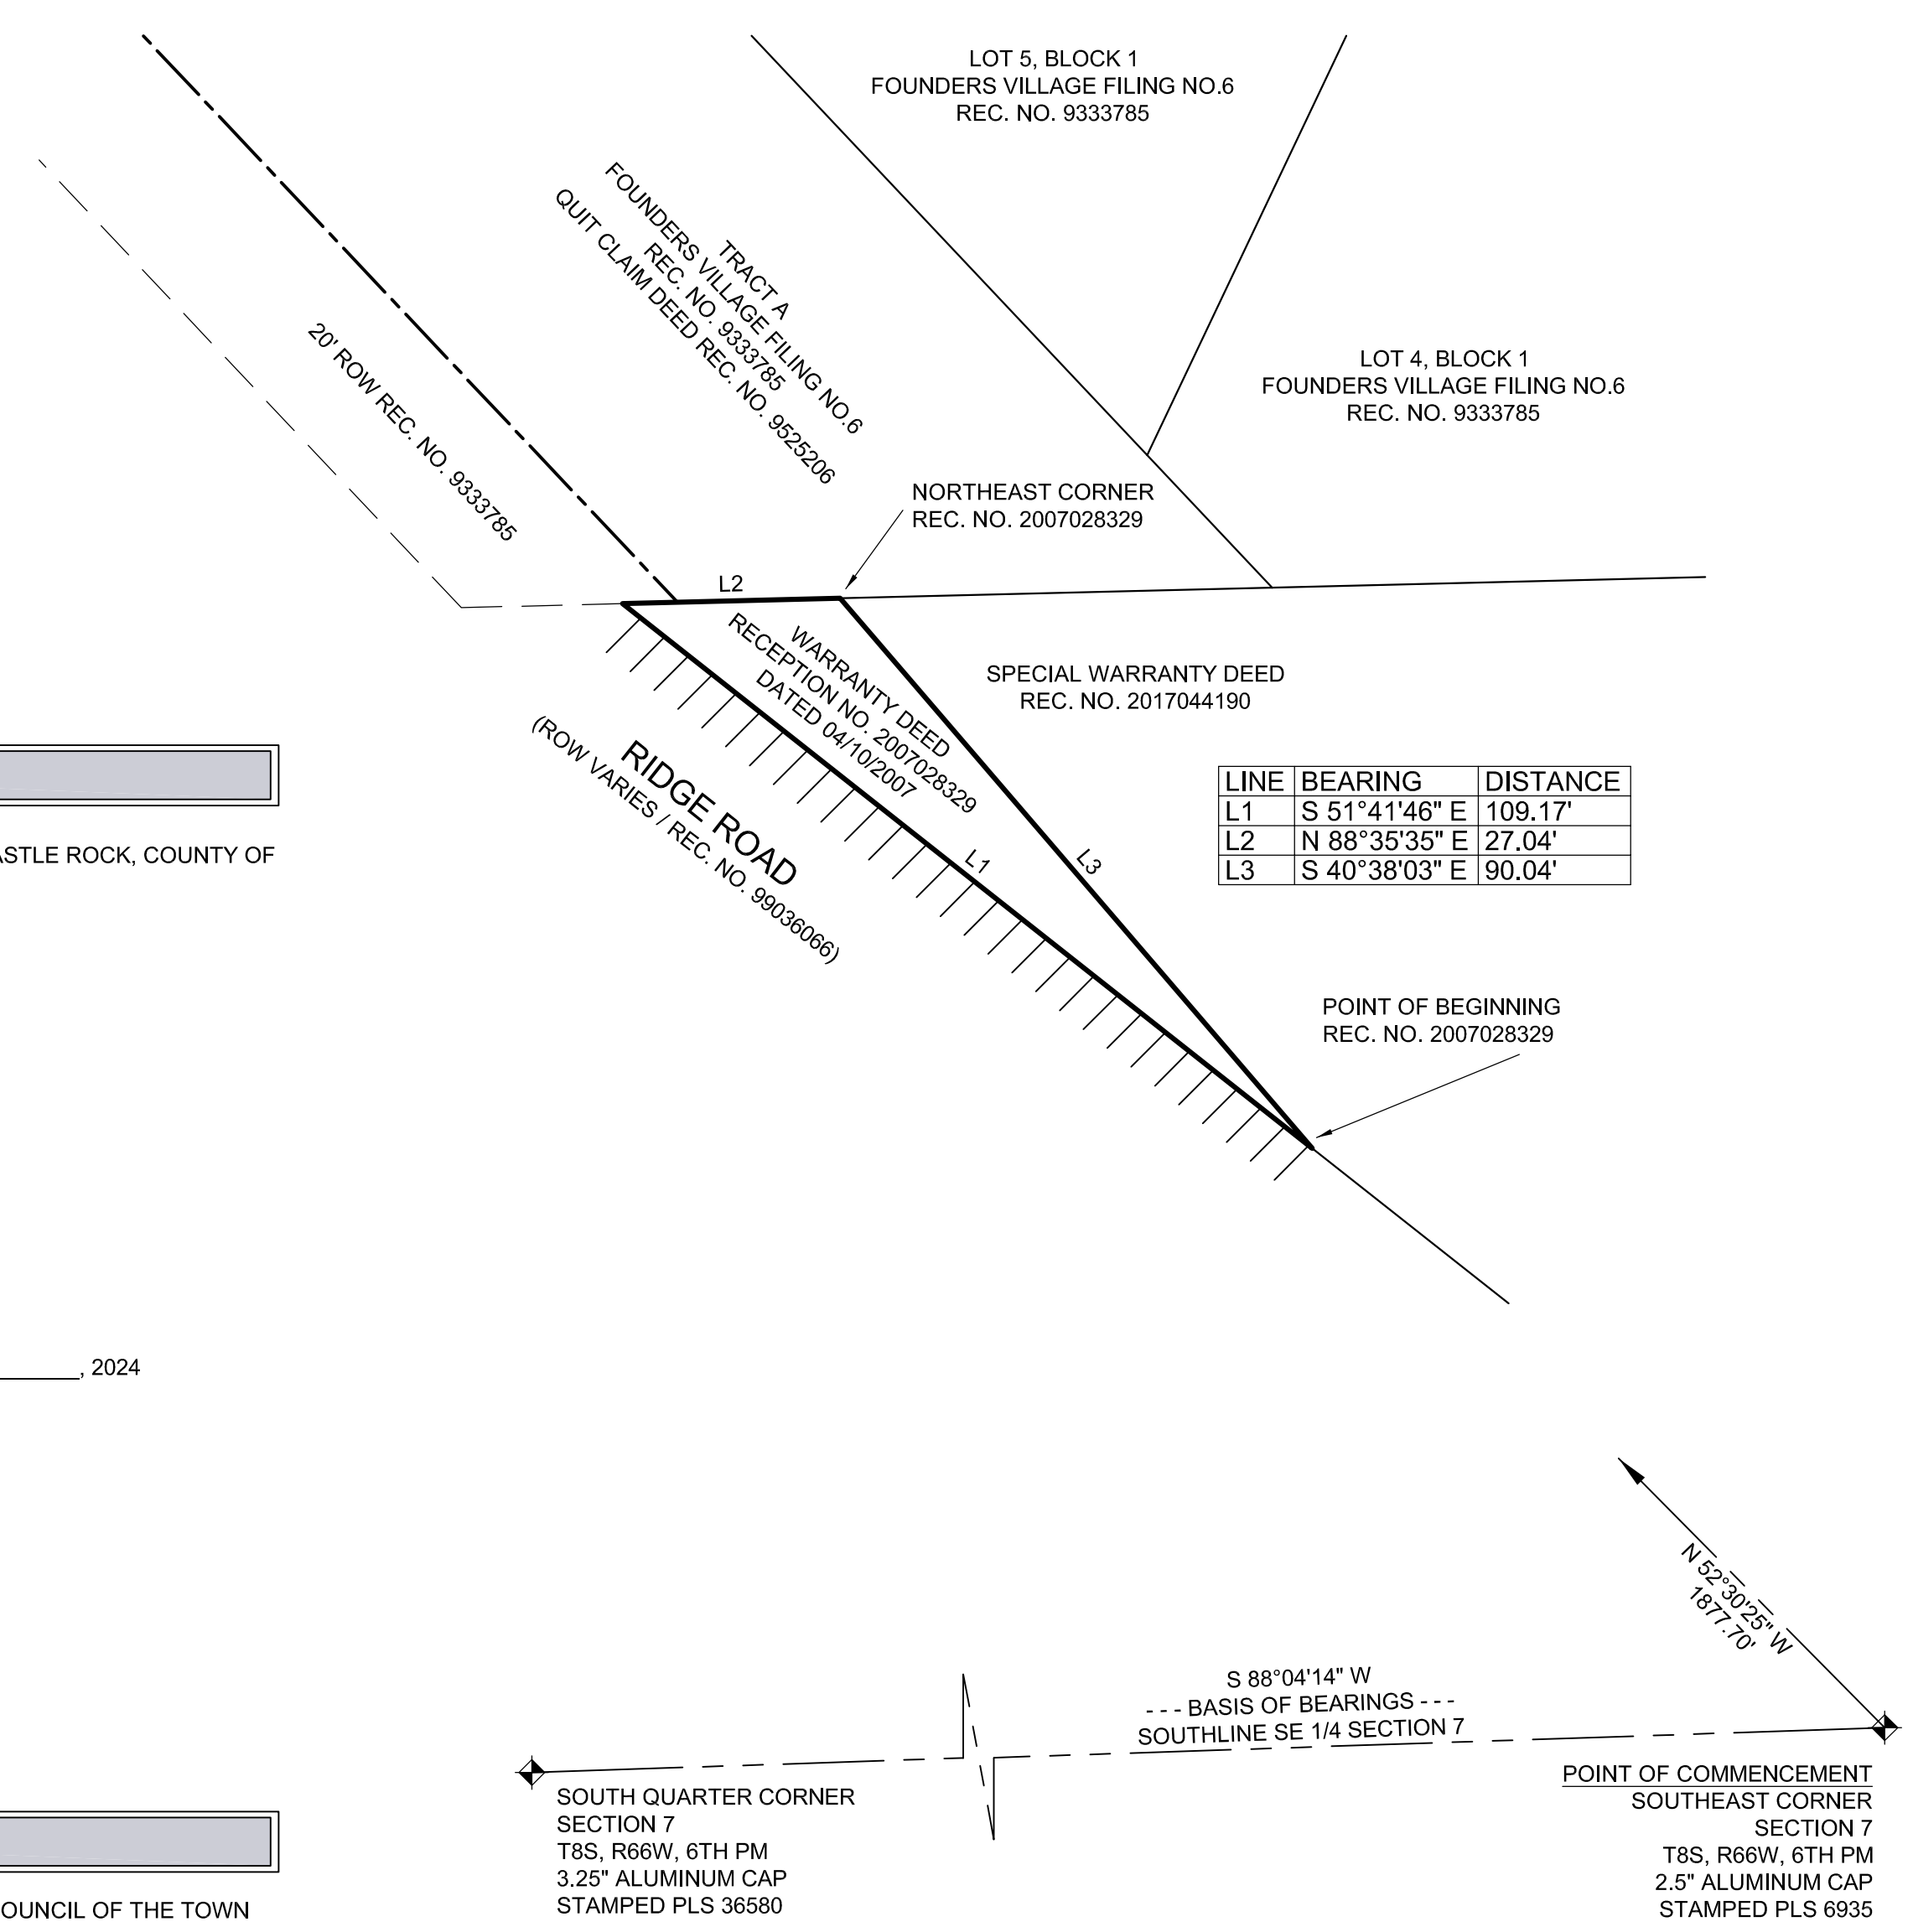 LOT 5, BLOCK 1
FOUNDERS VILLAGE FILING NO.6
REC. NO. 9333785
TRACT A
FOUNDERS VILLAGE FILING NO.6
REC. NO. 9333785
QUIT CLAIM DEED REC. NO. 9525206
20' ROW REC. NO. 9333785
LOT 4, BLOCK 1
FOUNDERS VILLAGE FILING NO.6
REC. NO. 9333785
NORTHEAST CORNER
REC. NO. 2007028329
L2
WARRANTY DEED
RECEPTION NO. 2007028329
DATED 04/10/2007
SPECIAL WARRANTY DEED
REC. NO. 2017044190
RIDGE ROAD
(ROW VARIES / REC. NO. 99036066)
L1
L3
LINE BEARING DISTANCE
L1 S 51°41'46" E 109.17'
L2 N 88°35'35" E 27.04'
L3 S 40°38'03" E 90.04'
ASTLE ROCK, COUNTY OF
POINT OF BEGINNING
REC. NO. 2007028329
, 2024
N 52°30'25" W
1877.70'
S 88°04'14" W
- - - BASIS OF BEARINGS - - -
SOUTHLINE SE 1/4 SECTION 7
SOUTH QUARTER CORNER
SECTION 7
T8S, R66W, 6TH PM
3.25" ALUMINUM CAP
STAMPED PLS 36580
POINT OF COMMENCEMENT
SOUTHEAST CORNER
SECTION 7
T8S, R66W, 6TH PM
2.5" ALUMINUM CAP
STAMPED PLS 6935
OUNCIL OF THE TOWN